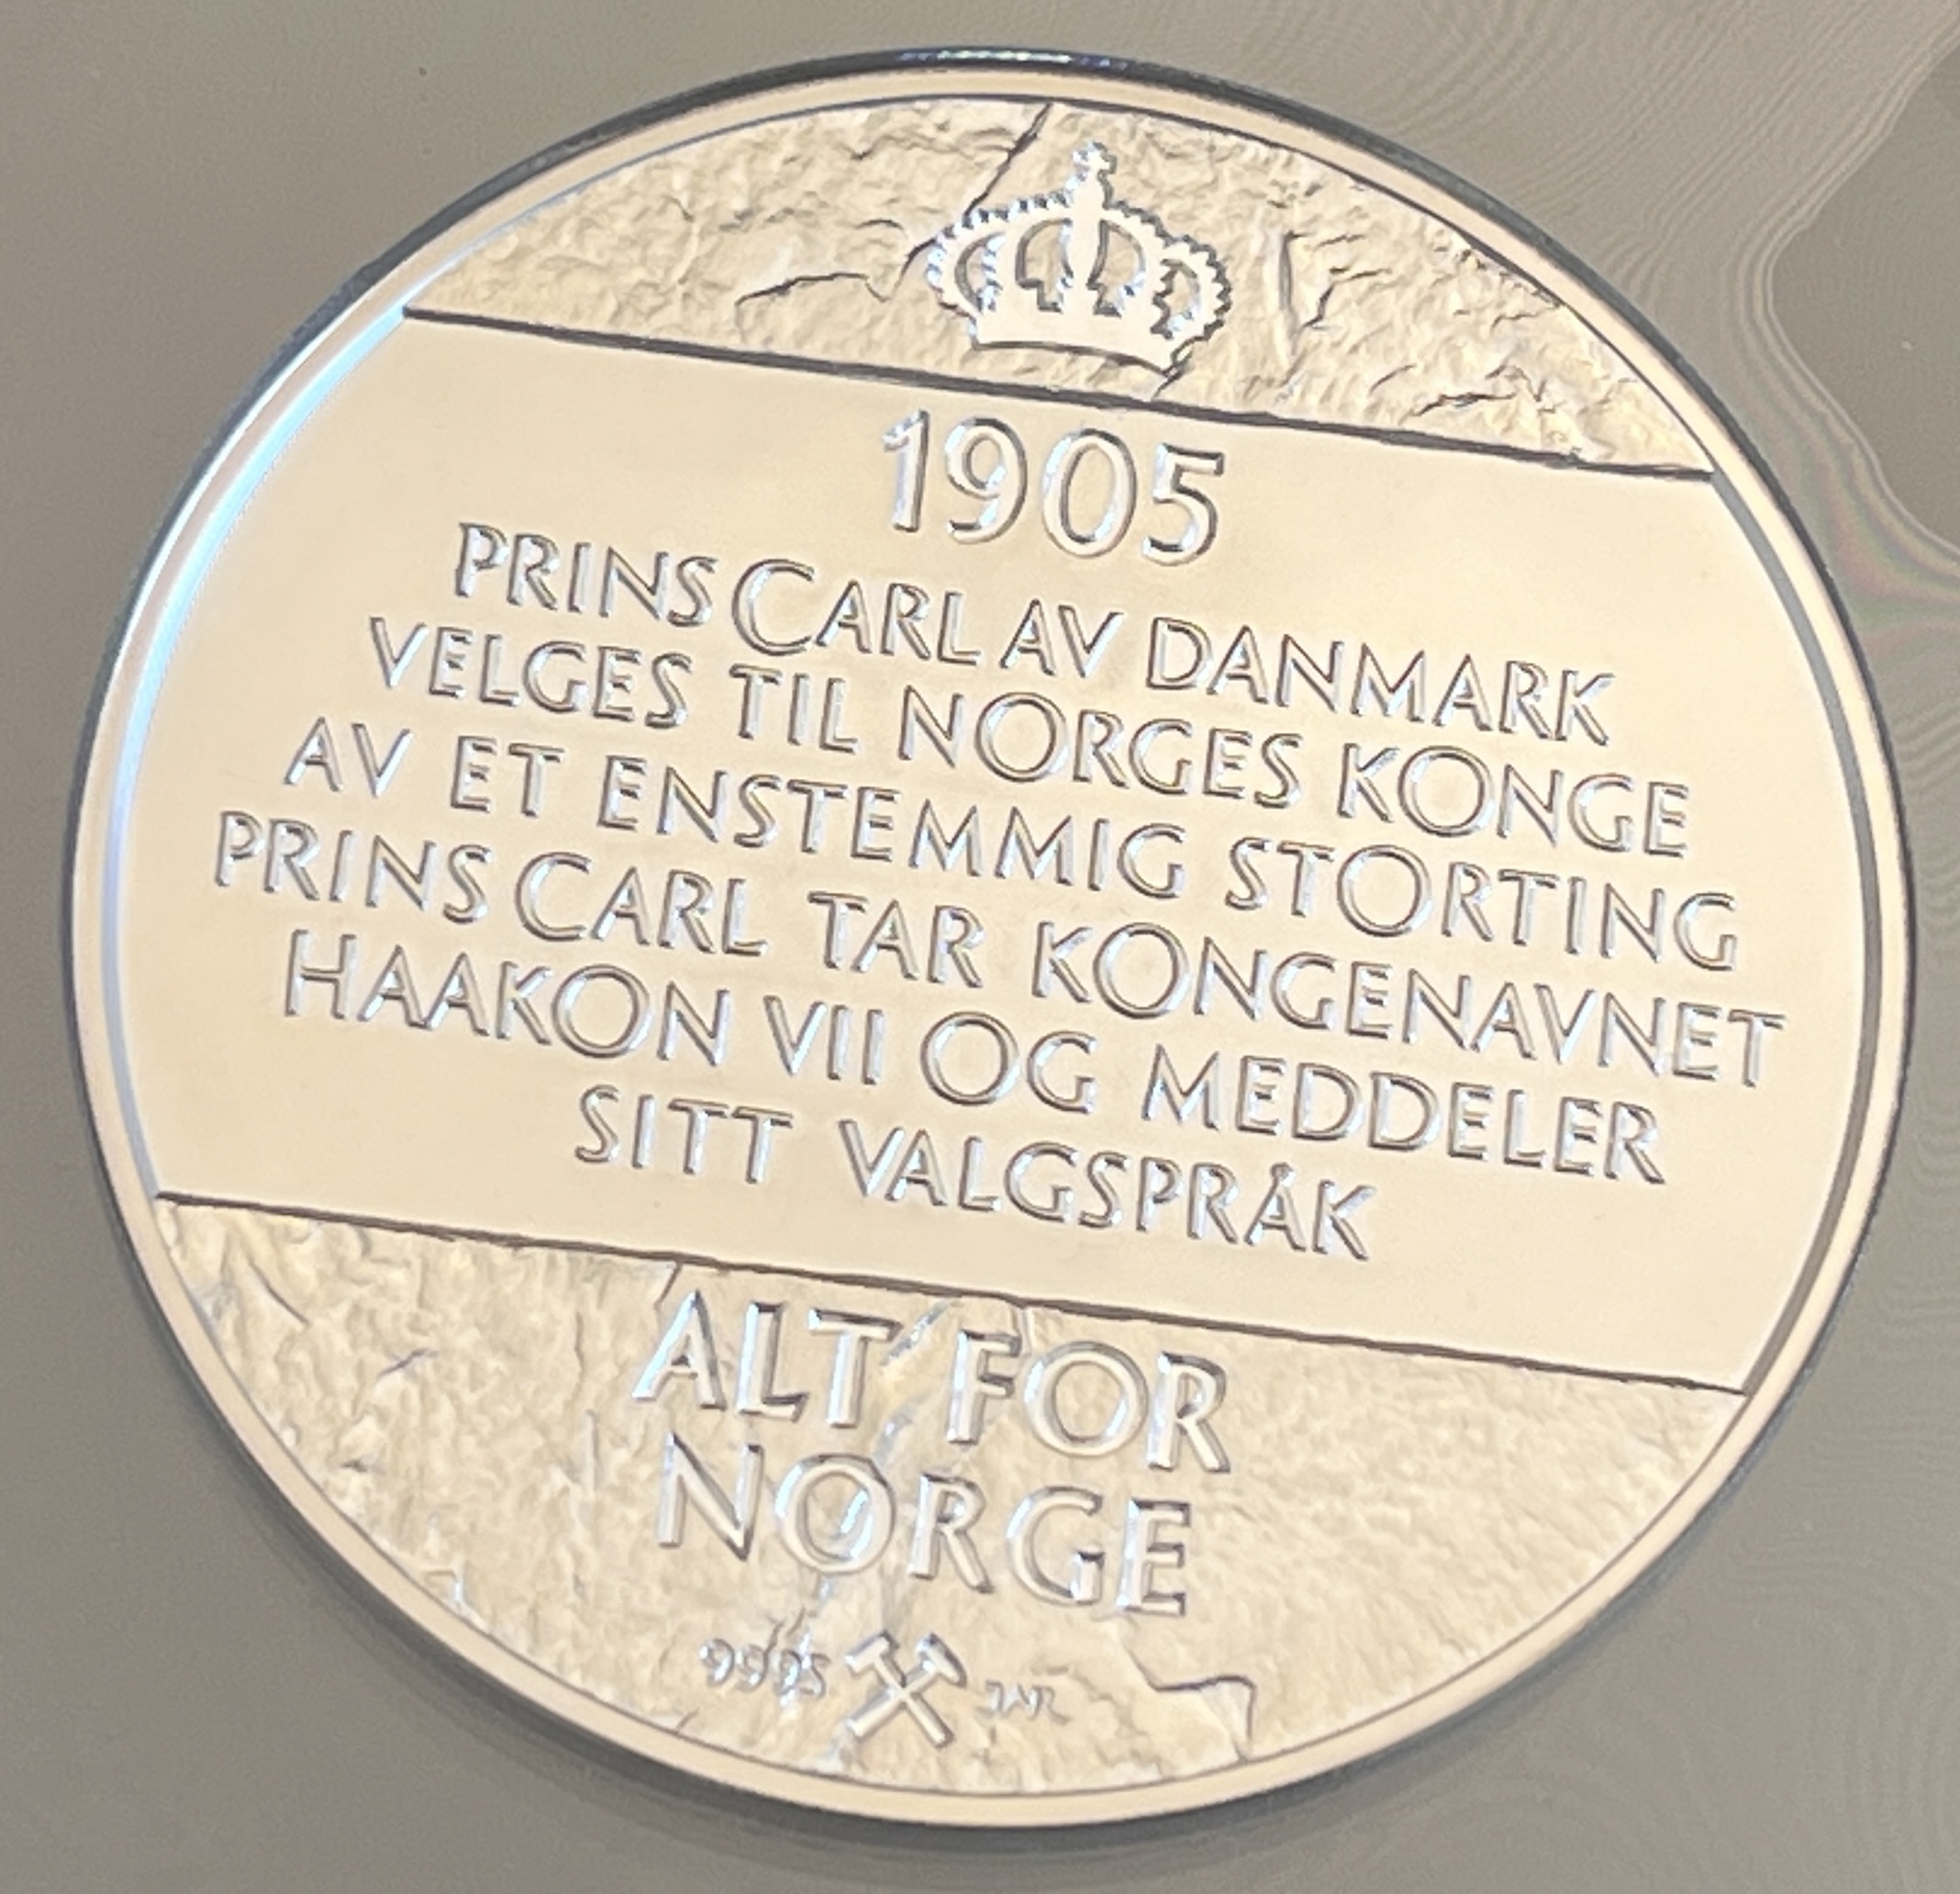 1905
PRINS CARL AV DANMARK
VELGES TIL NORGES KONGE
AV ET ENSTEMMIG STORTING
PRINS CARL TAR KONGENAVNET
HAAKON VII OG MEDDELER
SITT VALGSPRÅK
ALT FOR
NORGE